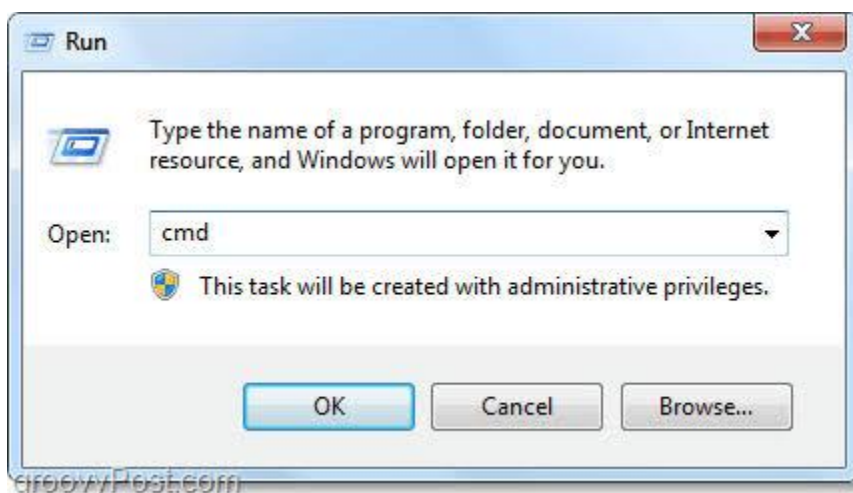 Run
Type the name of a program, folder, document, or Internet
resource, and Windows will open it for you.
Open:
cmd
This task will be created with administrative privileges.
OK
Cancel
Browse...
groovyPost.com